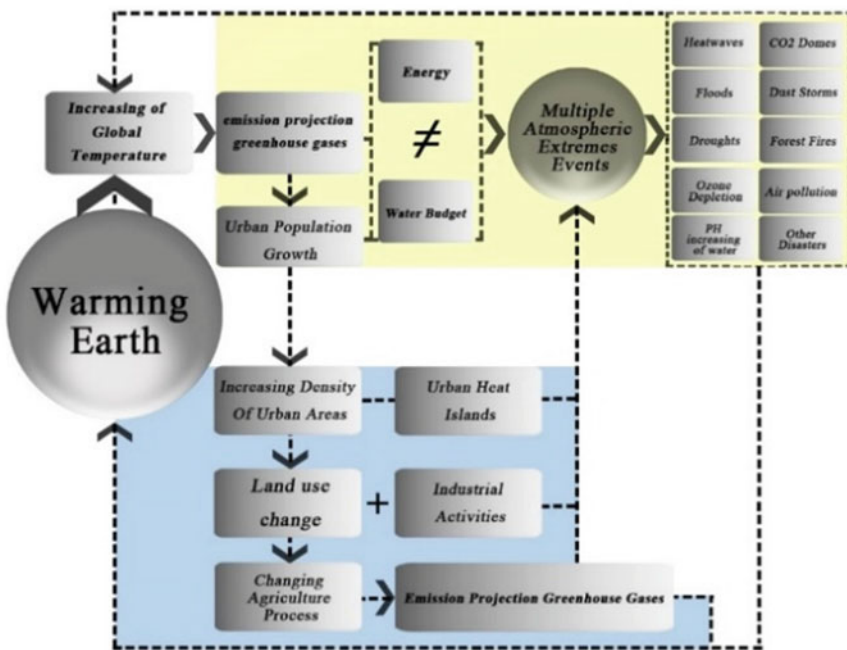 Increasing of
Global
Temperature
emission projection
greenhouse gases
Urban Population
Growth
Energy
≠
Water Budget
Multiple
Atmospheric
Extremes
Events
Heatwaves
CO2 Domes
Floods
Dust Storms
Droughts
Forest Fires
Ozone
Depletion
Air pollution
PH
increasing
of water
Other
Disasters
Warming
Earth
Increasing Density
Of Urban Areas
Urban Heat
Islands
Land use
change
+
Industrial
Activities
Changing
Agriculture
Process
Emission Projection Greenhouse Gases